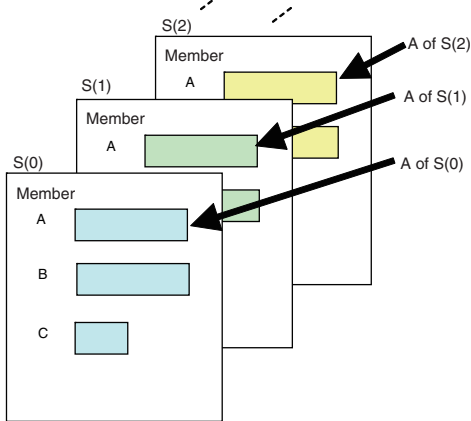 S(2)
Member
A
A of S(2)
S(1)
Member
A
A of S(1)
S(0)
Member
A
A of S(0)
B
C